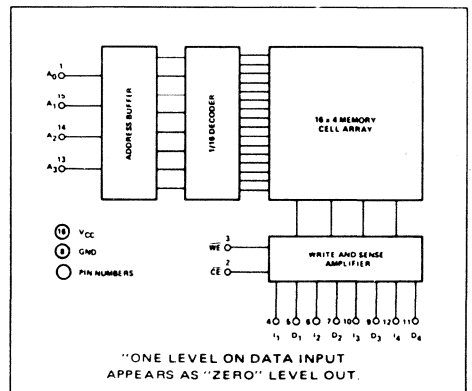 1
A0
15
A1
14
A2
13
A3
ADDRESS BUFFER
1/16 DECODER
16 x 4 MEMORY
CELL ARRAY
16 VCC
8 GND
PIN NUMBERS
WE 3
CE 2
WRITE AND SENSE
AMPLIFIER
4 5 6 7 10 9 12 11
I1 D1 I2 D2 I3 D3 I4 D4
"ONE LEVEL ON DATA INPUT
APPEARS AS "ZERO" LEVEL OUT.